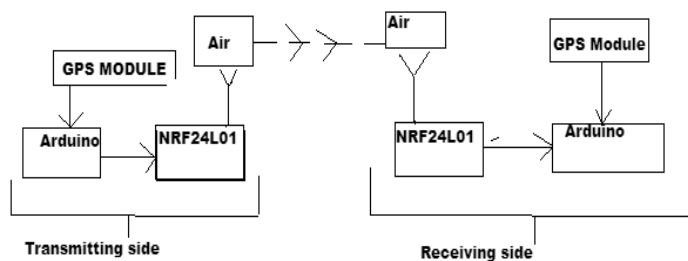 Air
Air
GPS MODULE
GPS Module
Arduino
NRF24L01
NRF24L01
Arduino
Transmitting side
Receiving side